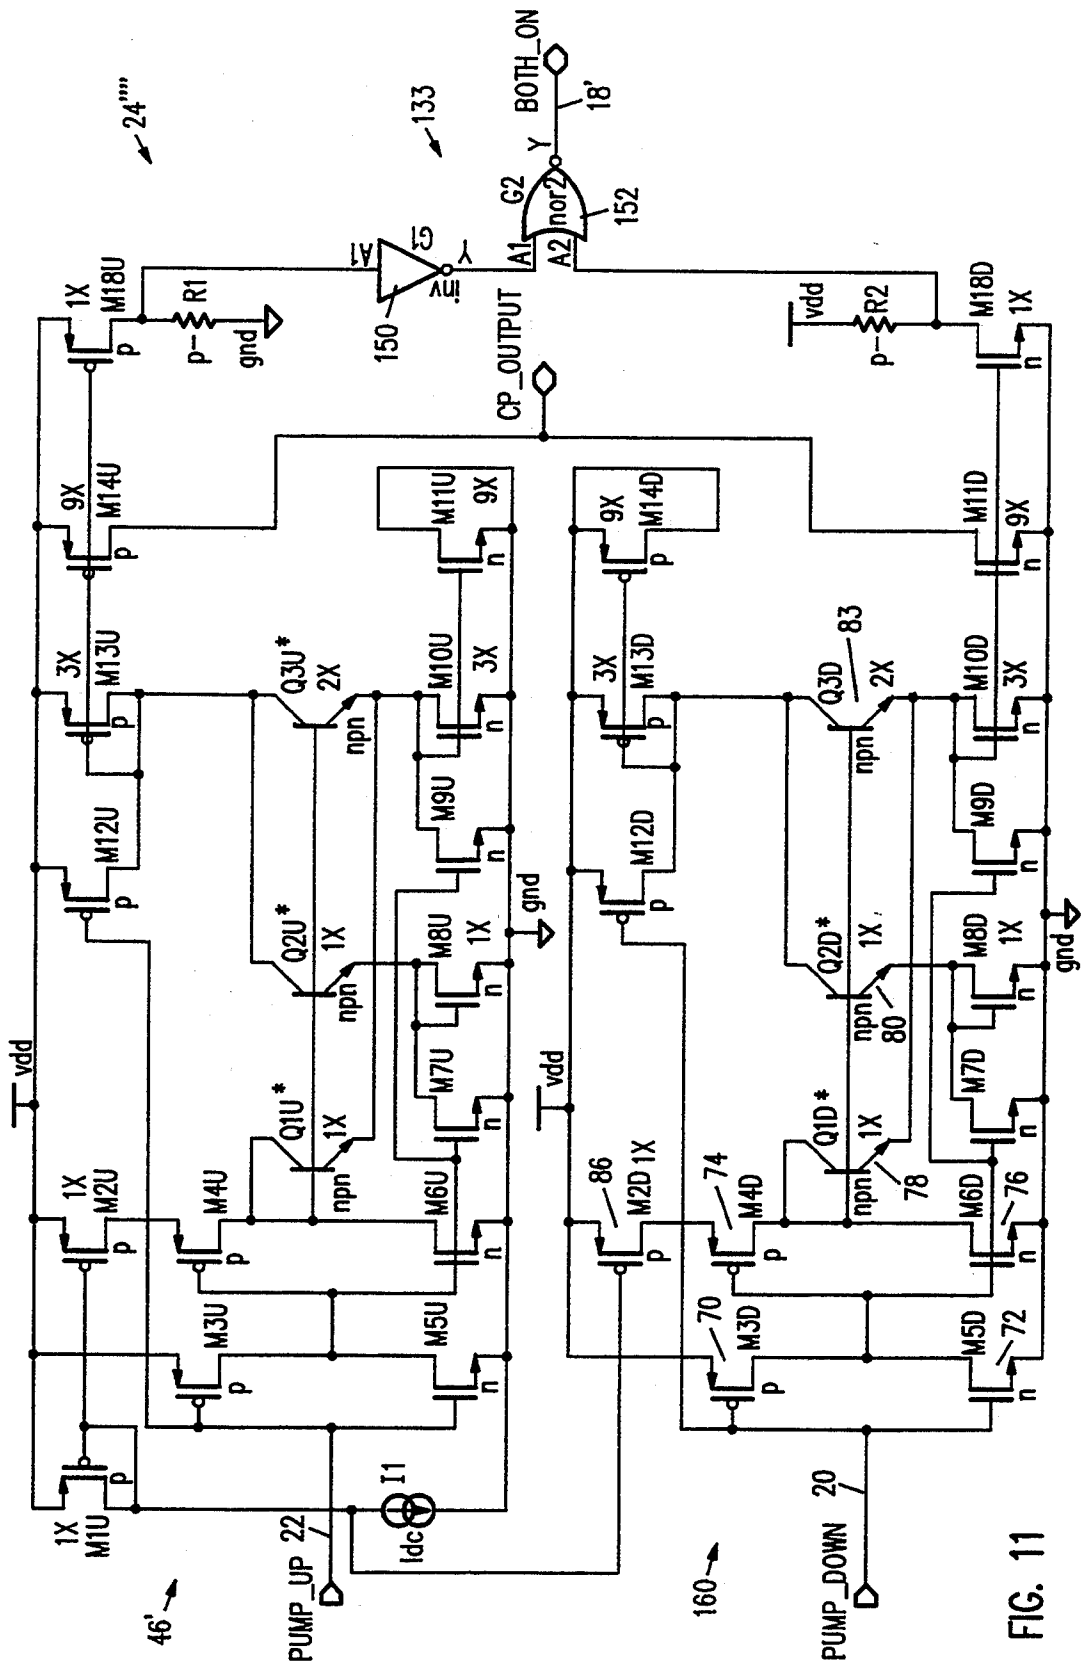 24''''
133
BOTH_ON
18'
Y
G2
nor2
152
A1
A2
A1
G1
Y
inv
150
1X
M18U
p
R1
p-
gnd
CP_OUTPUT
vdd
R2
p-
M18D
1X
n
9X
M14U
p
3X
M13U
p
M12U
p
Q3U*
2X
npn
Q2U*
1X
npn
Q1U*
1X
npn
M11U
9X
n
M10U
3X
n
M9U
n
M8U
1X
n
M7U
n
gnd
vdd
1X
M2U
p
M4U
p
M6U
n
M3U
p
M5U
n
1X
M1U
p
I1
Idc
PUMP_UP
22
46'
9X
M14D
p
3X
M13D
p
M12D
p
Q3D
83
2X
npn
Q2D*
1X
npn
80
Q1D*
1X
npn
78
M11D
9X
n
M10D
3X
n
M9D
n
M8D
1X
n
M7D
n
gnd
vdd
86
M2D
1X
p
74
M4D
p
M6D
76
n
70
M3D
p
M5D
72
n
PUMP_DOWN
20
160
FIG. 11